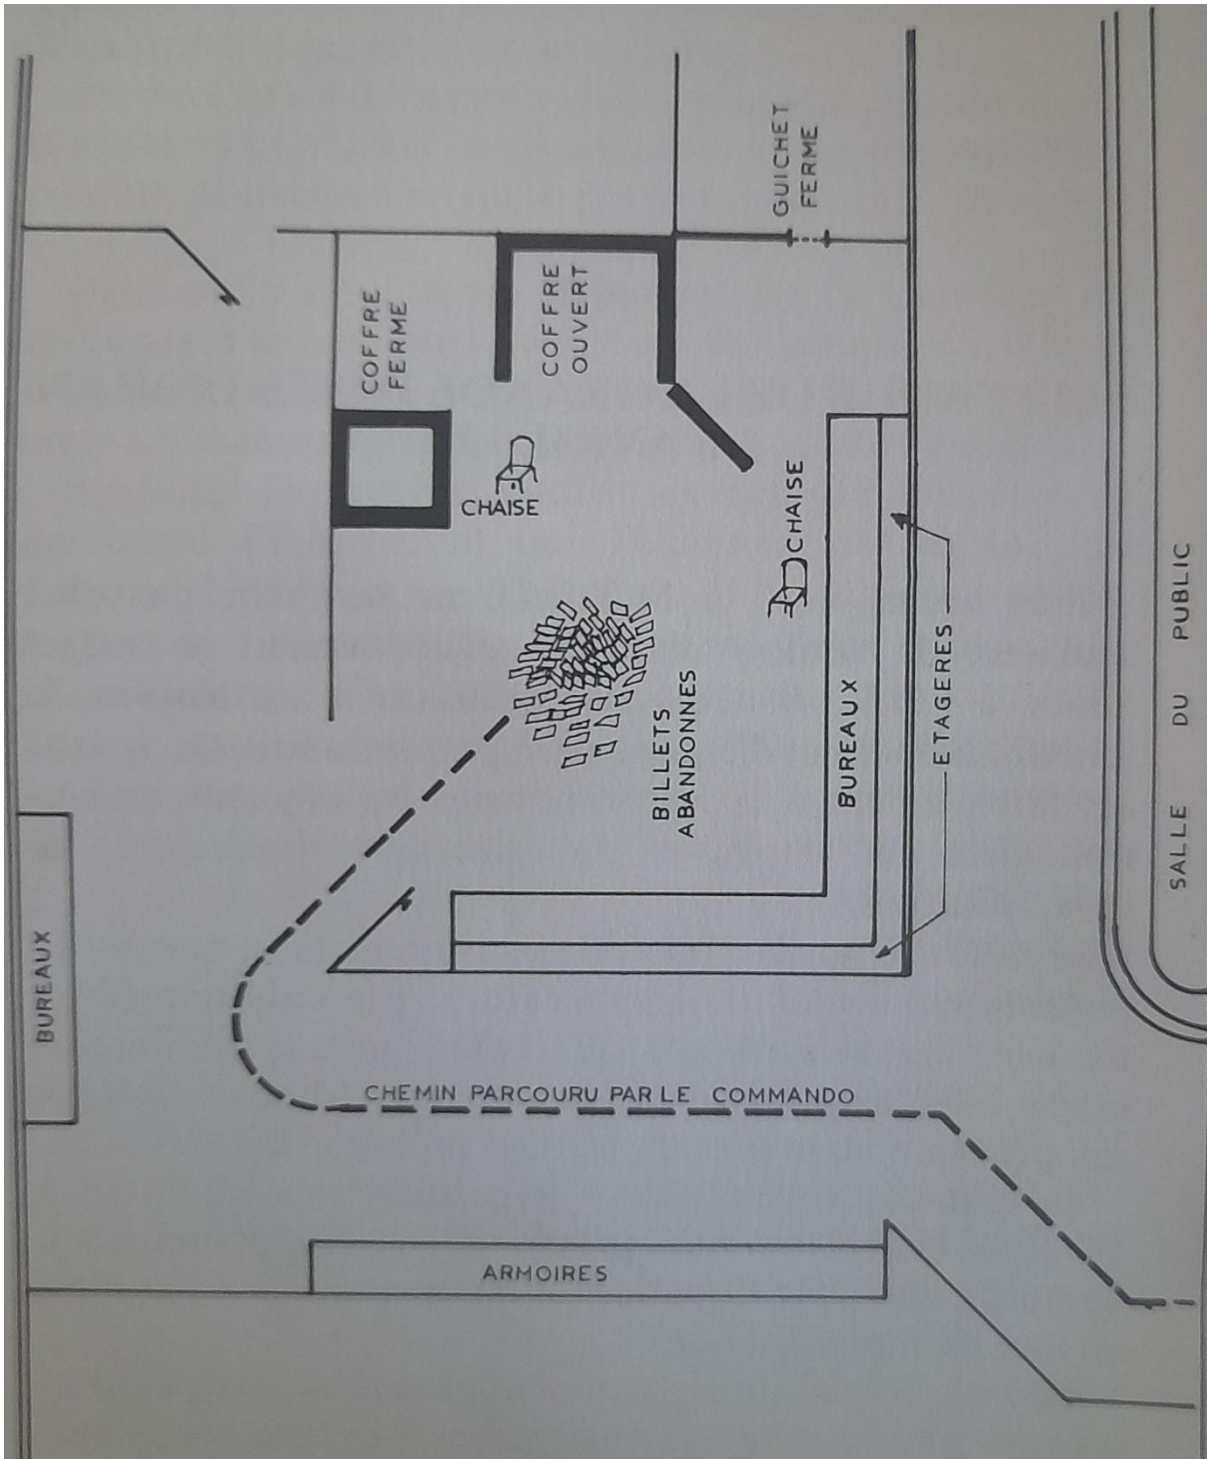 GUICHET
FERME
COFFRE
FERME
COFFRE
OUVERT
CHAISE
CHAISE
BILLETS
ABANDONNES
BUREAUX
ETAGERES
SALLE DU PUBLIC
BUREAUX
CHEMIN PARCOURU PAR LE COMMANDO
ARMOIRES